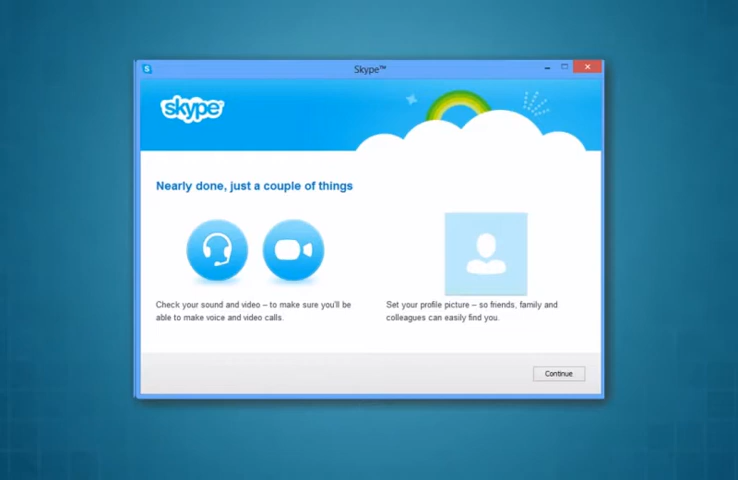 Skype™
skype™
Nearly done, just a couple of things
Check your sound and video – to make sure you'll be
able to make voice and video calls.
Set your profile picture – so friends, family and
colleagues can easily find you.
Continue